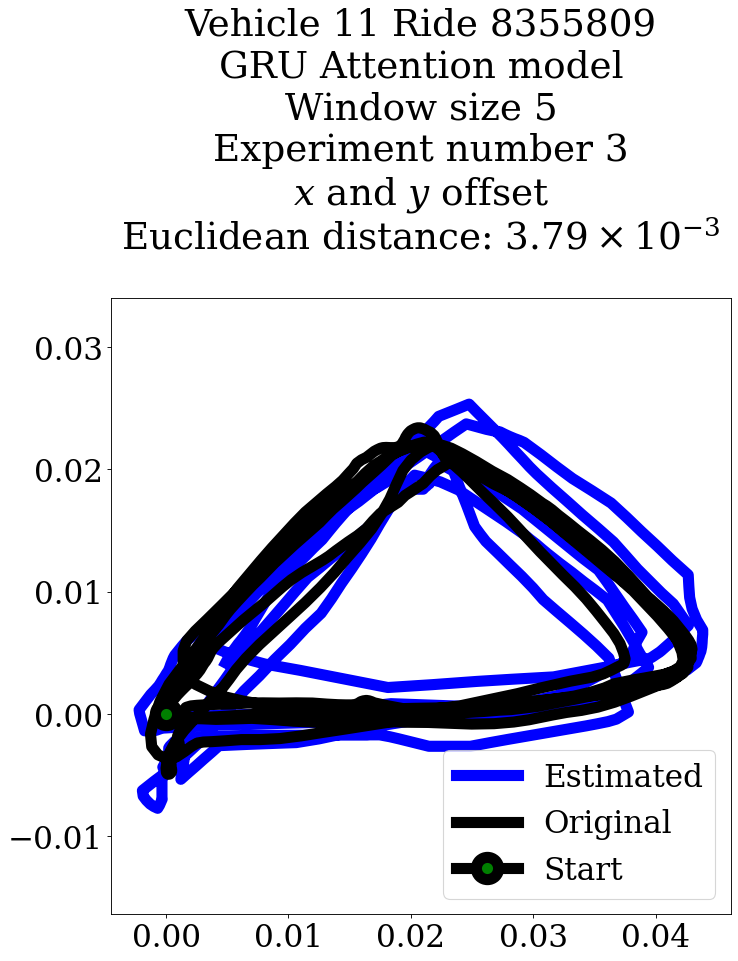 Vehicle 11 Ride 8355809
GRU Attention model
Window size 5
Experiment number 3
x and y offset
Euclidean distance: 3.79 × 10⁻³
0.03
0.02
0.01
0.00
−0.01
Estimated
Original
Start
0.00 0.01 0.02 0.03 0.04